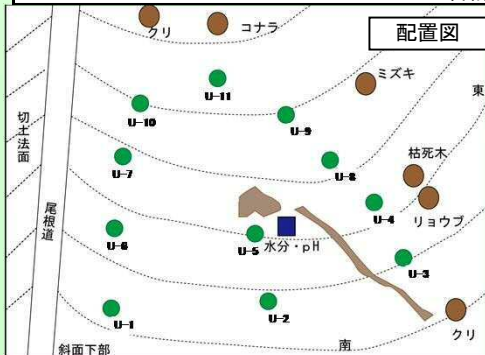 配置図
クリ
コナラ
ミズキ
東
U-11
U-10
U-9
切土法面
枯死木
U-7
U-8
尾根道
リョウブ
U-4
U-6
U-5
水分・pH
U-3
U-1
U-2
クリ
南
斜面下部